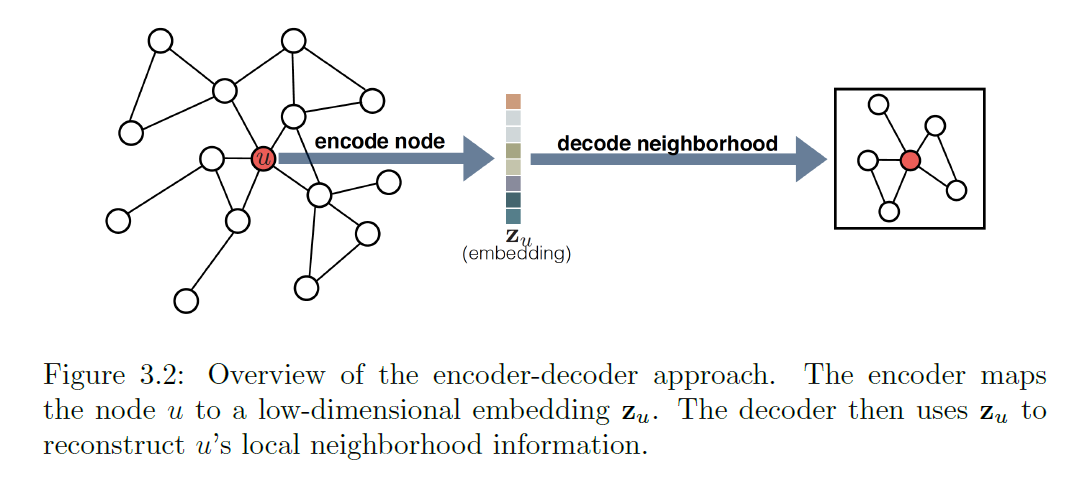 u
encode node
decode neighborhood
z_u
(embedding)
Figure 3.2: Overview of the encoder-decoder approach. The encoder maps
the node u to a low-dimensional embedding z_u. The decoder then uses z_u to
reconstruct u's local neighborhood information.